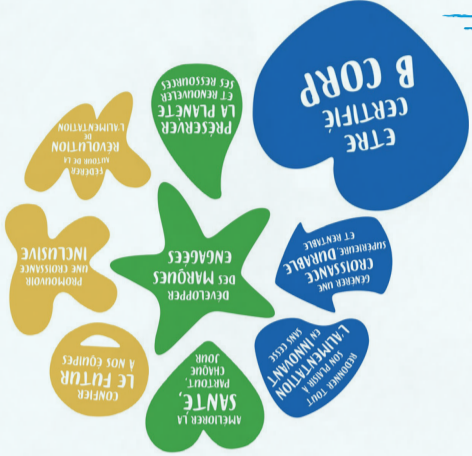 REDONNER TOUT
SON PLAISIR À
L'ALIMENTATION
EN INNOVANT
SANS CESSE
AMÉLIORER LA
SANTÉ,
PARTOUT,
CHAQUE
JOUR
CONFIER
LE FUTUR
À NOS ÉQUIPES
GÉNÉRER UNE
CROISSANCE
SUPÉRIEURE, DURABLE
ET RENTABLE
DÉVELOPPER
DES MARQUES
ENGAGÉES
PROMOUVOIR
UNE CROISSANCE
INCLUSIVE
ETRE
CERTIFIÉ
B CORP
PRÉSERVER
LA PLANÈTE
ET RENOUVELER
SES RESSOURCES
FÉDÉRER
AUTOUR DE LA
RÉVOLUTION
DE
L'ALIMENTATION